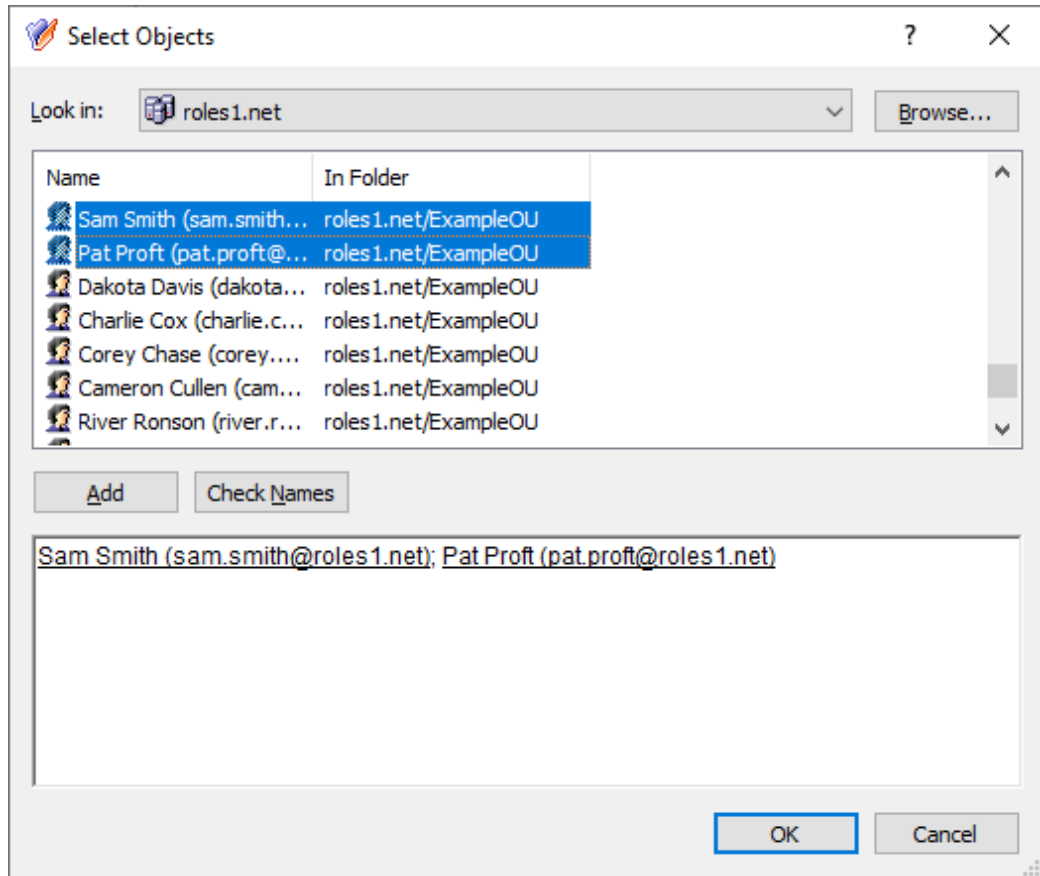 Select Objects ?
Look in: roles1.net Browse...
Name In Folder
Sam Smith (sam.smith... roles1.net/ExampleOU
Pat Proft (pat.proft@... roles1.net/ExampleOU
Dakota Davis (dakota... roles1.net/ExampleOU
Charlie Cox (charlie.c... roles1.net/ExampleOU
Corey Chase (corey.... roles1.net/ExampleOU
Cameron Cullen (cam... roles1.net/ExampleOU
River Ronson (river.r... roles1.net/ExampleOU
Add Check Names
Sam Smith (sam.smith@roles1.net); Pat Proft (pat.proft@roles1.net)
OK Cancel